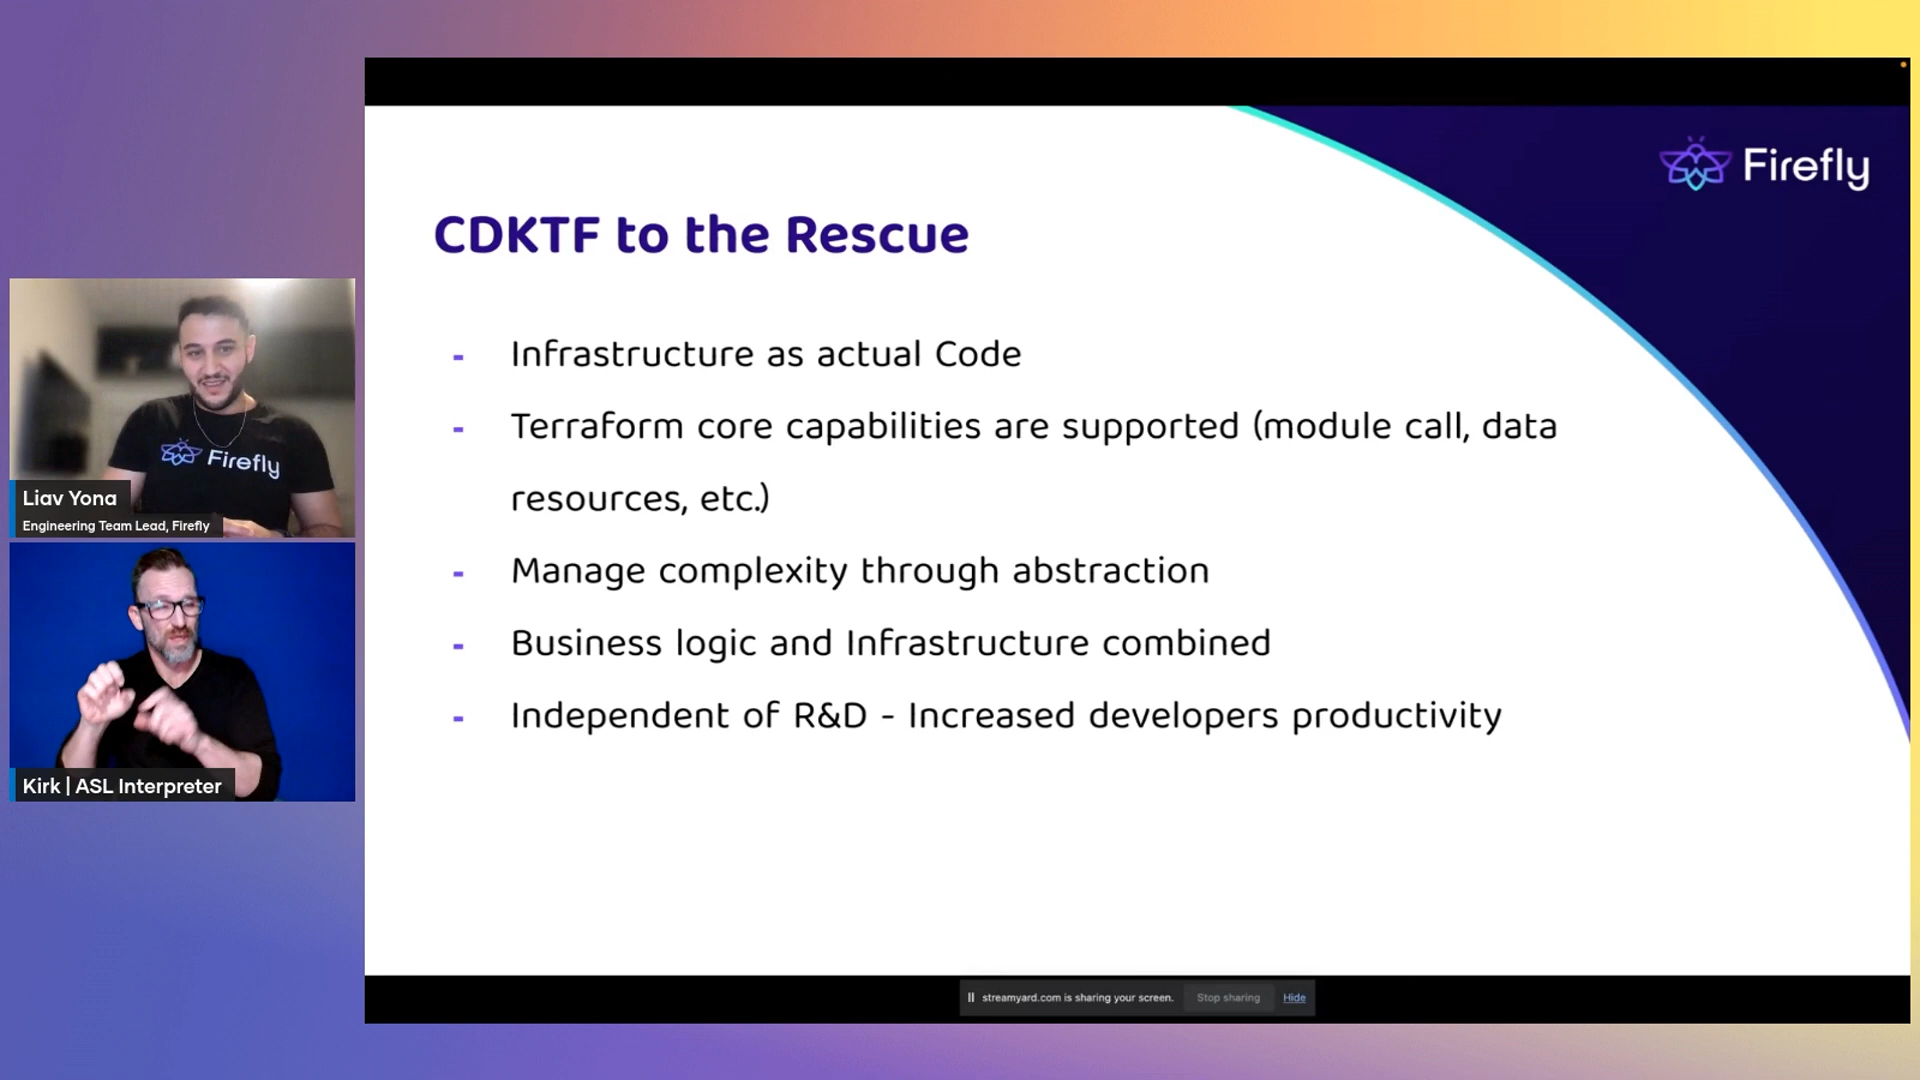 Firefly
CDKTF to the Rescue
- Infrastructure as actual Code
- Terraform core capabilities are supported (module call, data
resources, etc.)
- Manage complexity through abstraction
- Business logic and Infrastructure combined
- Independent of R&D - Increased developers productivity
Firefly
Liav Yona
Engineering Team Lead, Firefly
Kirk | ASL Interpreter
streamyard.com is sharing your screen. Stop sharing Hide